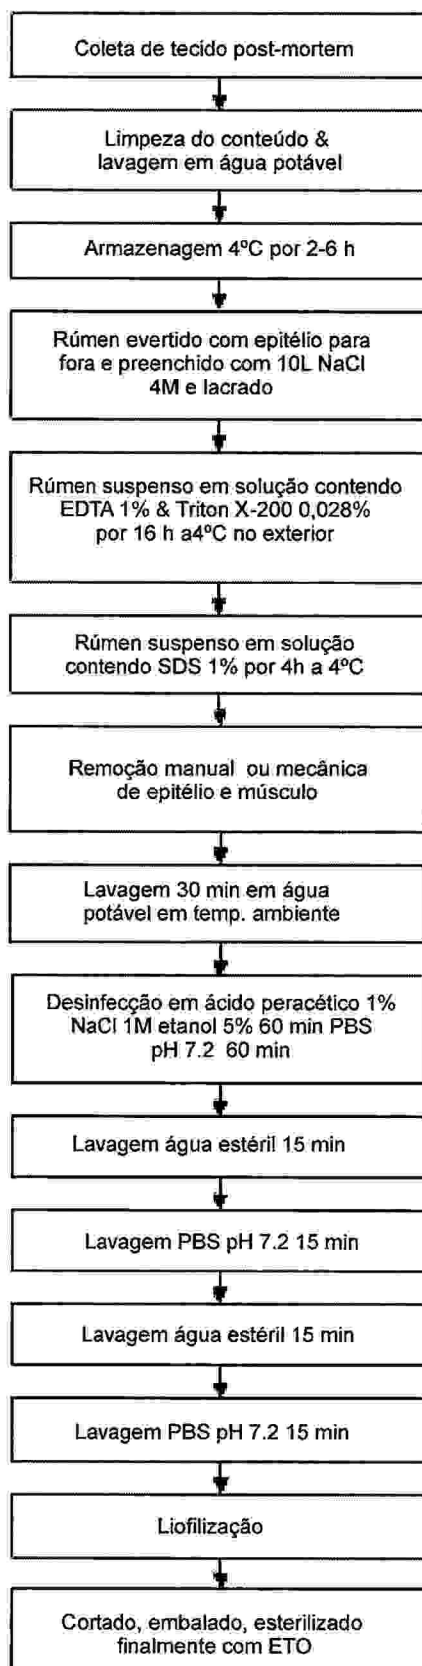 Coleta de tecido post-mortem
Limpeza do conteúdo &
lavagem em água potável
Armazenagem 4ºC por 2-6 h
Rúmen evertido com epitélio para
fora e preenchido com 10L NaCl
4M e lacrado
Rúmen suspenso em solução contendo
EDTA 1% & Triton X-200 0,028%
por 16 h a4ºC no exterior
Rúmen suspenso em solução
contendo SDS 1% por 4h a 4ºC
Remoção manual ou mecânica
de epitélio e músculo
Lavagem 30 min em água
potável em temp. ambiente
Desinfecção em ácido peracético 1%
NaCl 1M etanol 5% 60 min PBS
pH 7.2 60 min
Lavagem água estéril 15 min
Lavagem PBS pH 7.2 15 min
Lavagem água estéril 15 min
Lavagem PBS pH 7.2 15 min
Liofilização
Cortado, embalado, esterilizado
finalmente com ETO